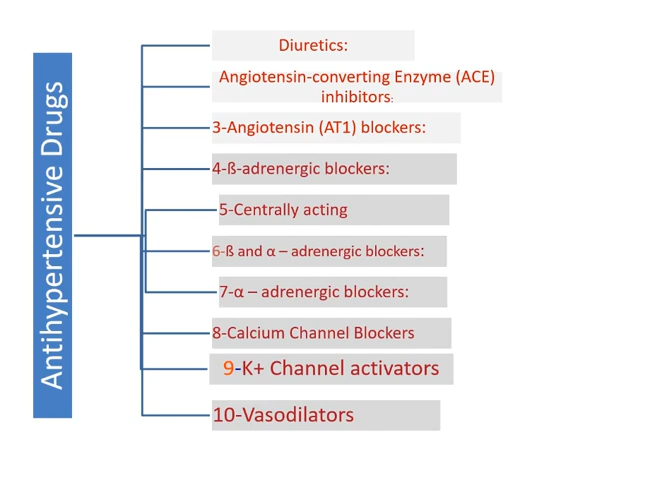 Antihypertensive Drugs
Diuretics:
Angiotensin-converting Enzyme (ACE)
inhibitors:
3-Angiotensin (AT1) blockers:
4-ß-adrenergic blockers:
5-Centrally acting
6-ß and α – adrenergic blockers:
7-α – adrenergic blockers:
8-Calcium Channel Blockers
9-K+ Channel activators
10-Vasodilators